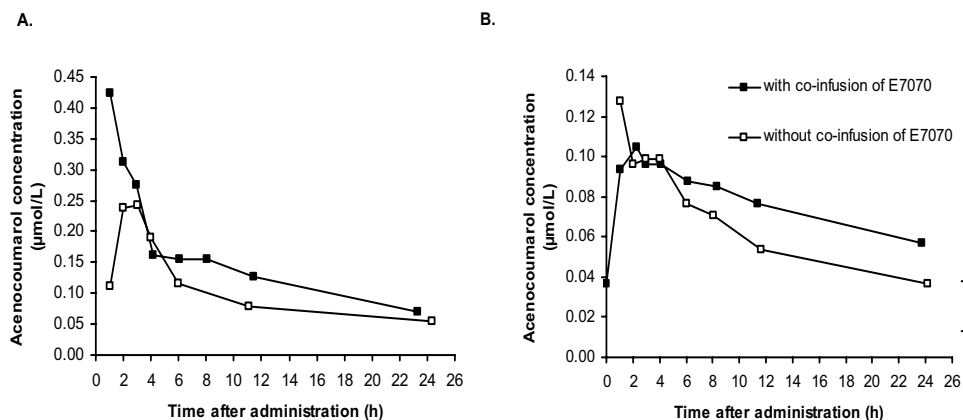 A.
B.
0.45
0.40
0.35
0.30
0.25
0.20
0.15
0.10
0.05
0.00
Acenocoumarol concentration
(µmol/L)
0 2 4 6 8 10 12 14 16 18 20 22 24 26
Time after administration (h)
0.14
0.12
0.10
0.08
0.06
0.04
0.02
0.00
Acenocoumarol concentration
(µmol/L)
with co-infusion of E7070
without co-infusion of E7070
0 2 4 6 8 10 12 14 16 18 20 22 24 26
Time after administration (h)